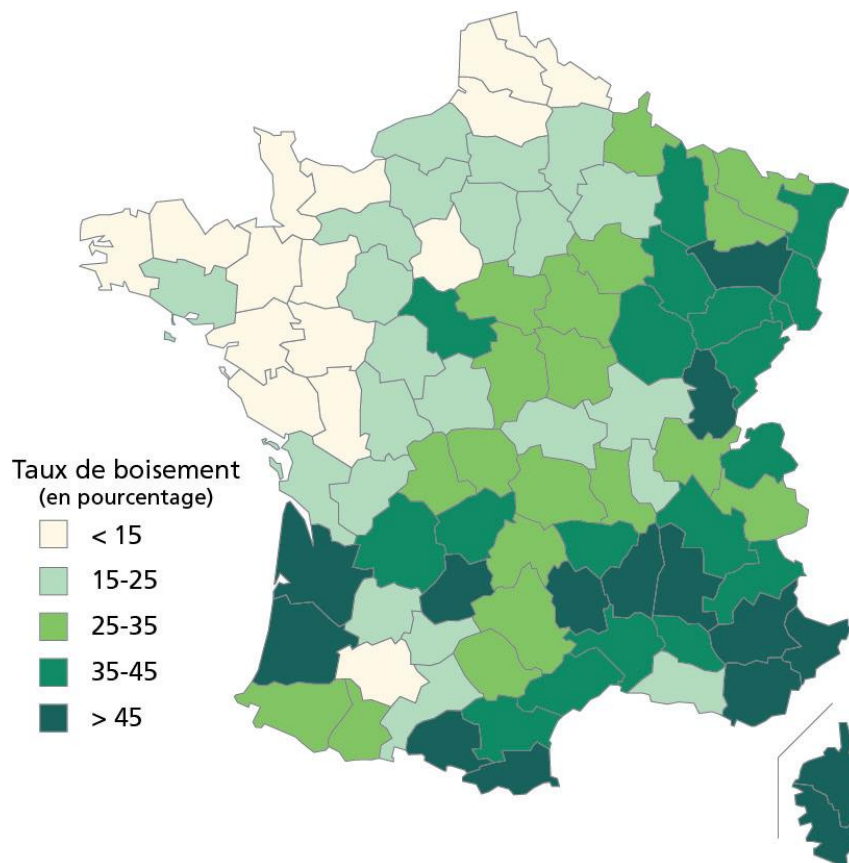 Taux de boisement
(en pourcentage)
< 15
15-25
25-35
35-45
> 45